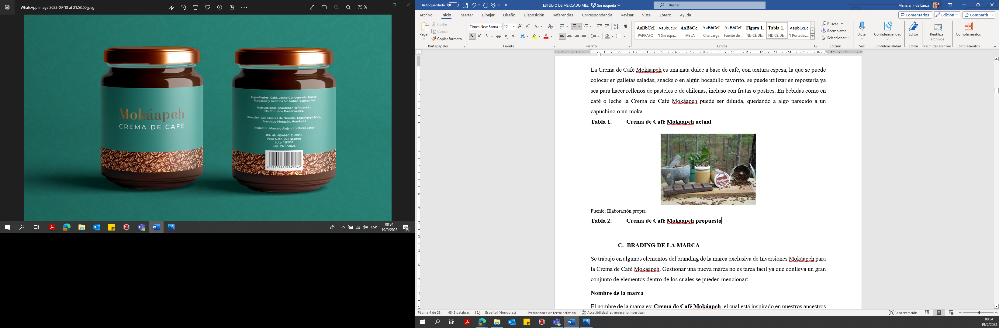 WhatsApp Image 2023-09-18 at 21.53.50.jpeg
75 %
Mokáapeh
CREMA DE CAFÉ
Ingredientes: Café, Leche Condensada, Huevo,
Margarina y Gelatina Sin Sabor (Espesante)
Instrucciones: Mantener Refrigerado.
No Contiene Preservantes.
Dirección: Col. Pinares de Oriente, Tegucigalpa MDC.
Francisco Morazán, Honduras
Productor: Marcelo Alejandro Flores Lanza
RS: HN-RSAM-1121-0035
Peso Neto: 226 gramos
Lote: 15F03F
Exp: 19/8/2026
3 9238749 8347242
ESP
08:34
19/9/2023
10
Autoguardado
ESTUDIO DE MERCADO MEL
Sin etiqueta
Buscar
Maria Erlinda Lanza
Archivo Inicio Insertar Dibujar Diseño Disposición Referencias Correspondencia Revisar Vista Zotero Ayuda
Comentarios Edición Compartir
Pegar
Cortar
Copiar
Copiar formato
Portapapeles
Times New Roma 12
N K S ab x₂ x² A A
Fuente
Párrafo
AaBbCcI AaBbCcDc AaBbCcI AaBbCcE AaBbCcE Figura 1. Tabla 1. AaBbCcDc
PARRAFO ¶ Sin espa... TABLA Cita Larga Fuente de... ÍNDICE DE... ÍNDICE DE... ¶ Portadas...
Estilos
Buscar
Reemplazar
Seleccionar
Edición
Dictar
Voz
Confidencialidad
Confidencialidad
Editor
Editor
Reutilizar
archivos
Reutilizar archivos
Complementos
Complementos
La Crema de Café Mokáapeh es una nata dulce a base de café, con textura espesa, la que se puede
colocar en galletas saladas, snacks o en algún bocadillo favorito, se puede utilizar en repostería ya
sea para hacer rellenos de pasteles o de chilenas, incluso con frutas o postres. En bebidas como en
café o leche la Crema de Café Mokáapeh puede ser diluida, quedando a algo parecido a un
capuchino o un moka.
Tabla 1. Crema de Café Mokáapeh actual
Mokáapeh
Fuente: Elaboración propia
Tabla 2. Crema de Café Mokáapeh propuesto
C. BRADING DE LA MARCA
Se trabajó en algunos elementos del branding de la marca exclusiva de Inversiones Mokáapeh para
la Crema de Café Mokáapeh. Gestionar una nueva marca no es tarea fácil ya que conlleva un gran
conjunto de elementos dentro de los cuales se pueden mencionar:
Nombre de la marca
El nombre de la marca es: Crema de Café Mokáapeh, el cual está inspirado en nuestros ancestros
Página 4 de 28 4543 palabras Español (Honduras) Predicciones de texto: activado Accesibilidad: es necesario investigar
Concentración
08:34
19/9/2023